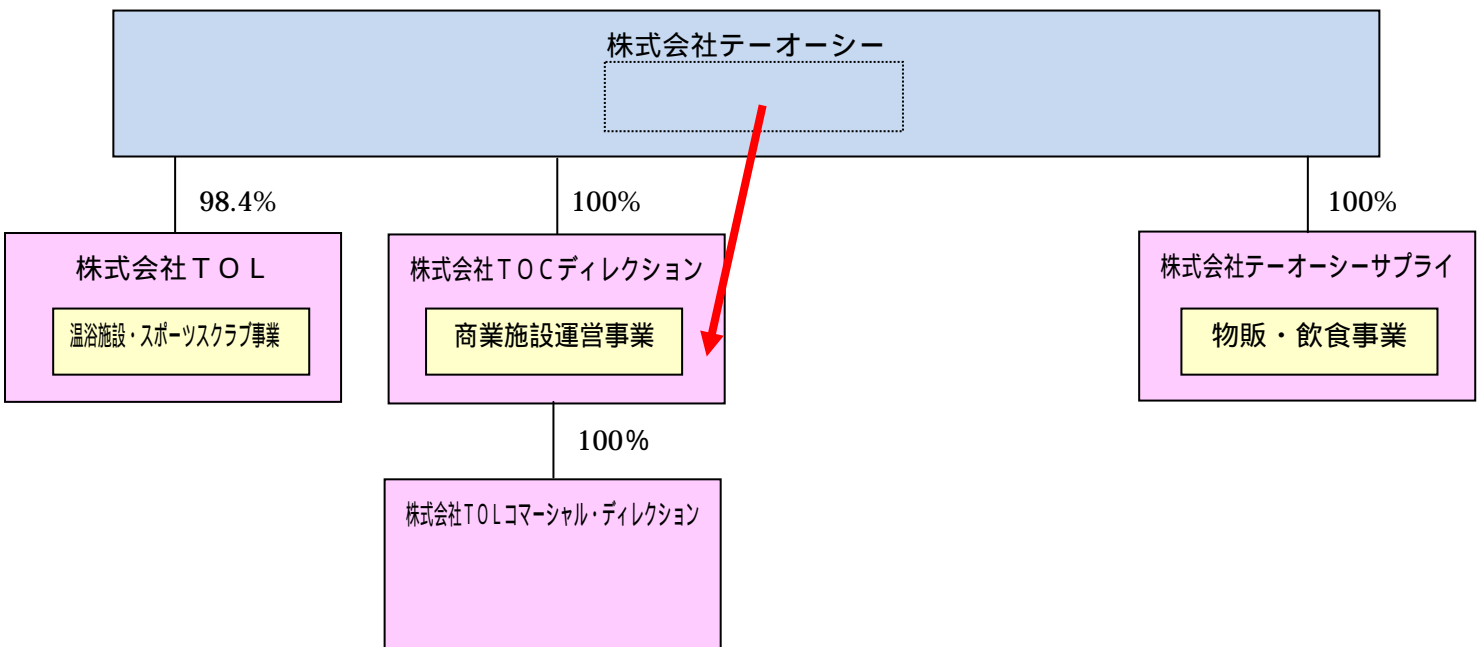 株式会社テーオーシー
98.4%
100%
100%
株式会社ＴＯＬ
株式会社ＴＯＣディレクション
株式会社テーオーシーサプライ
温浴施設・スポーツスクラブ事業
商業施設運営事業
物販・飲食事業
100%
株式会社ＴＯＬコマーシャル・ディレクション